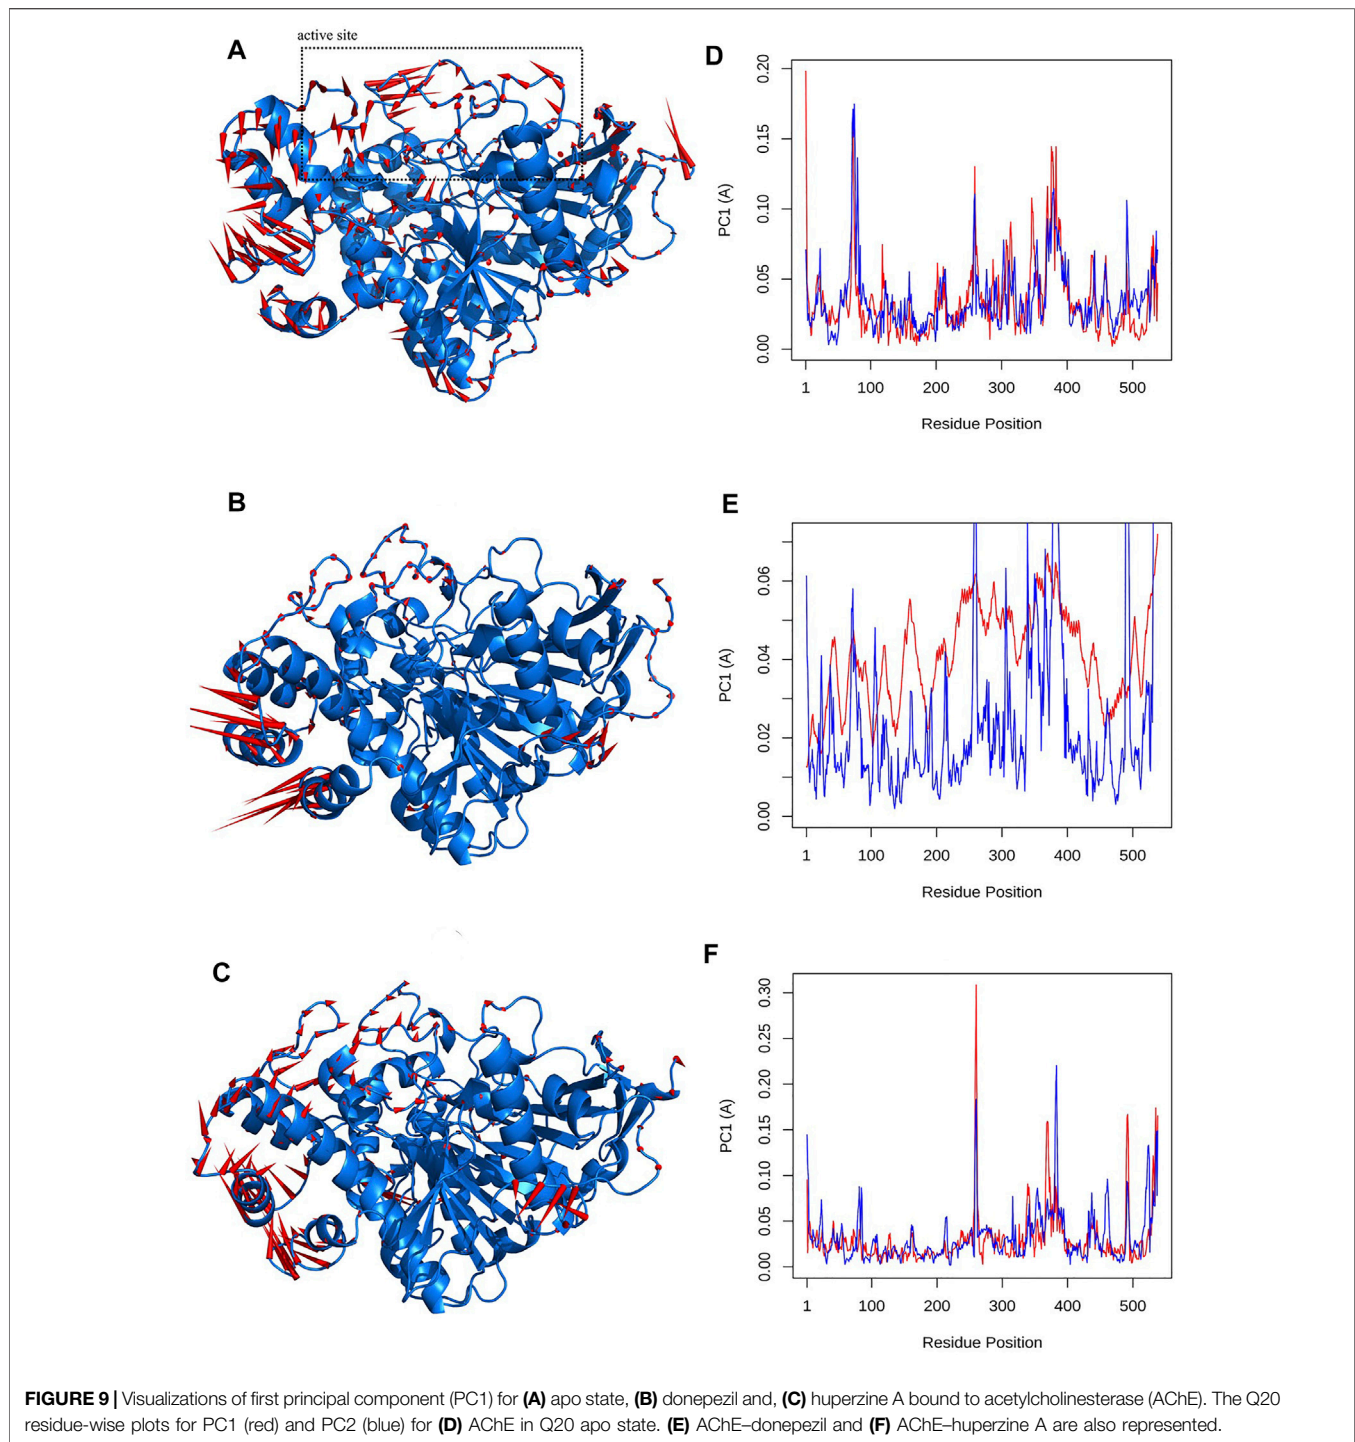 A
active site
D
PC1 (A)
0.20
0.15
0.10
0.05
0.00
1 100 200 300 400 500
Residue Position
B
E
PC1 (A)
0.06
0.04
0.02
0.00
1 100 200 300 400 500
Residue Position
C
F
PC1 (A)
0.30
0.25
0.20
0.15
0.10
0.05
0.00
1 100 200 300 400 500
Residue Position
FIGURE 9 | Visualizations of first principal component (PC1) for (A) apo state, (B) donepezil and, (C) huperzine A bound to acetylcholinesterase (AChE). The Q20
residue-wise plots for PC1 (red) and PC2 (blue) for (D) AChE in Q20 apo state. (E) AChE–donepezil and (F) AChE–huperzine A are also represented.